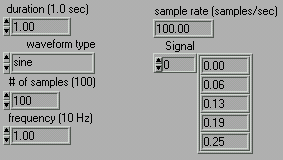 duration (1.0 sec)
1.00
waveform type
sine
# of samples (100)
100
frequency (10 Hz)
1.00
sample rate (samples/sec)
100.00
Signal
0
0.00
0.06
0.13
0.19
0.25